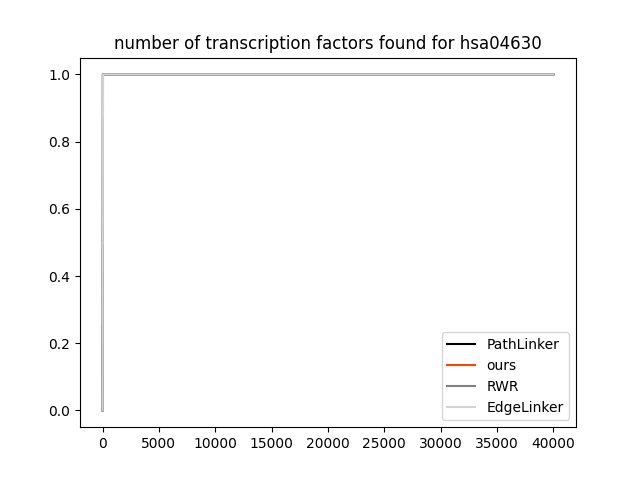 number of transcription factors found for hsa04630
1.0
0.8
0.6
0.4
0.2
0.0
PathLinker
ours
RWR
EdgeLinker
0 5000 10000 15000 20000 25000 30000 35000 40000